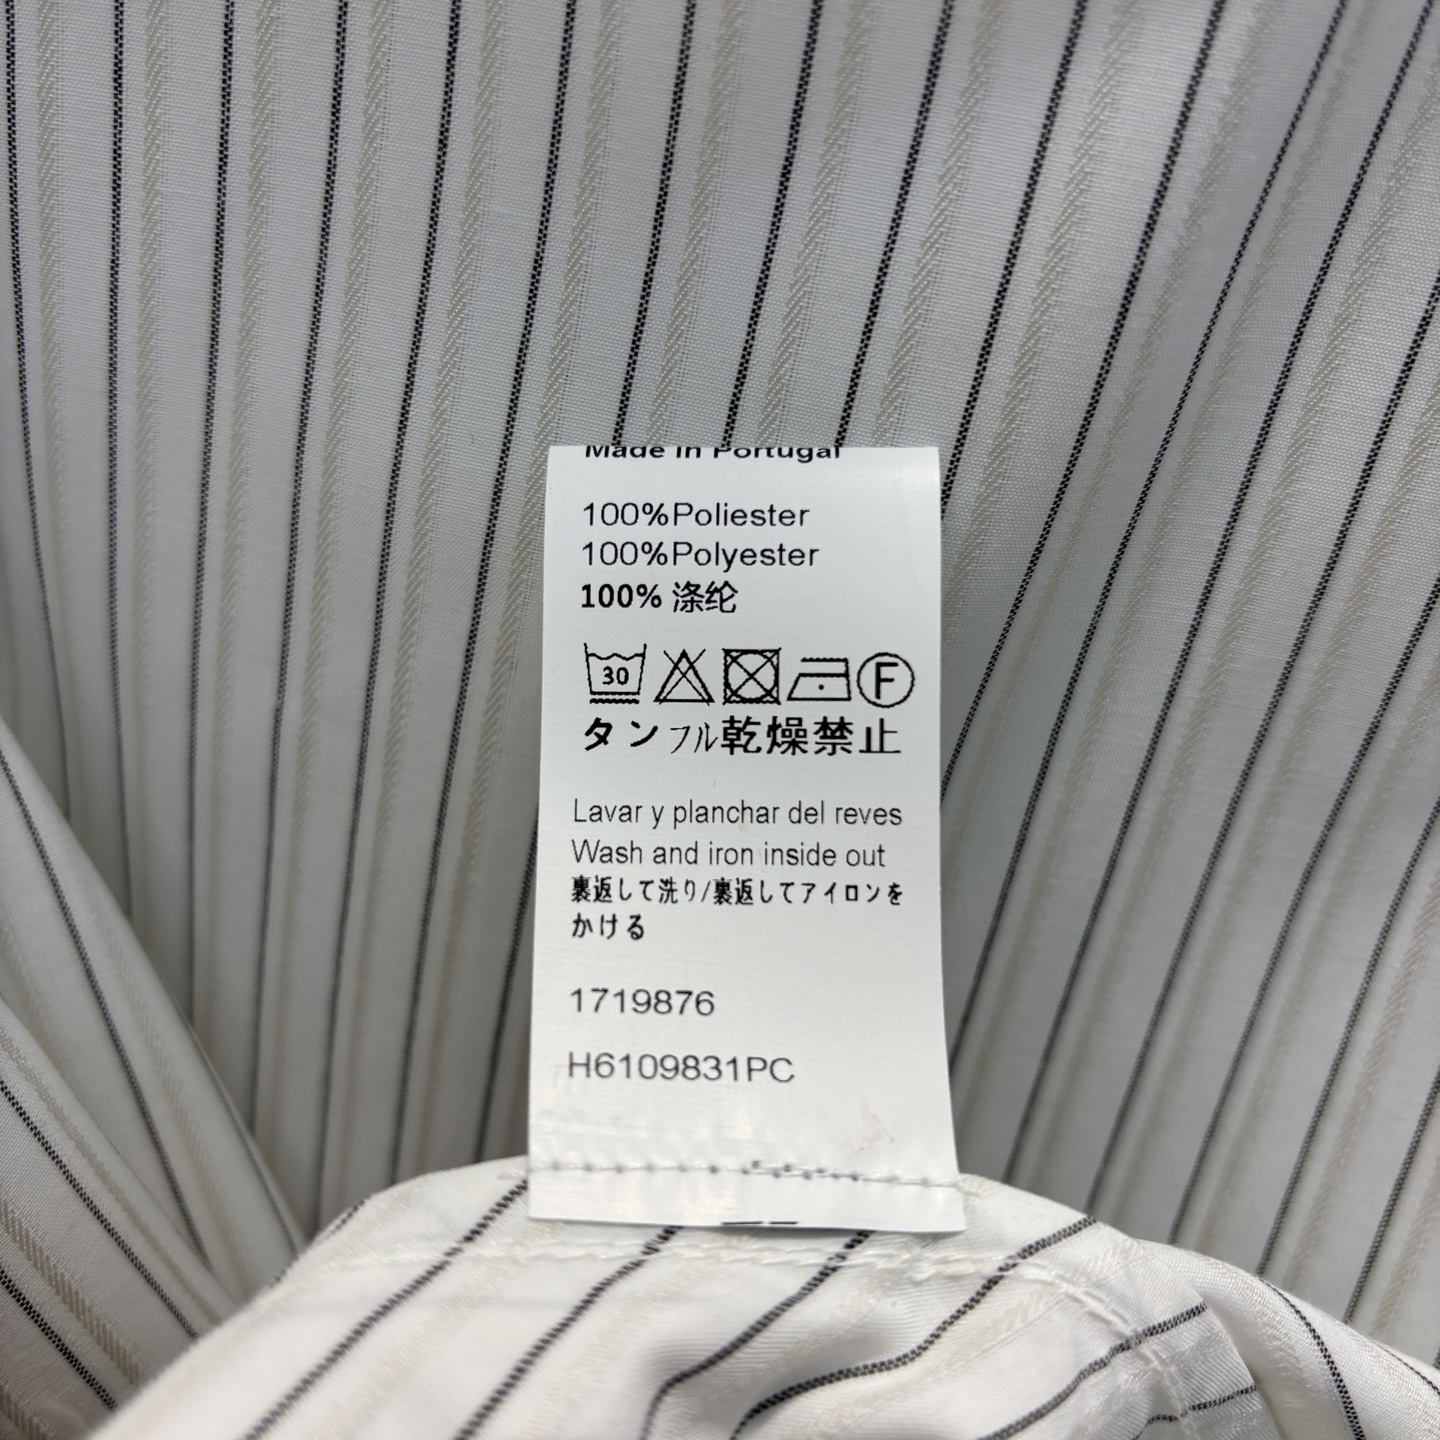 Made in Portugal
100%Poliester
100%Polyester
100% 涤纶
30 F
タンフル乾燥禁止
Lavar y planchar del reves
Wash and iron inside out
裏返して洗り/裏返してアイロンを
かける
1719876
H6109831PC